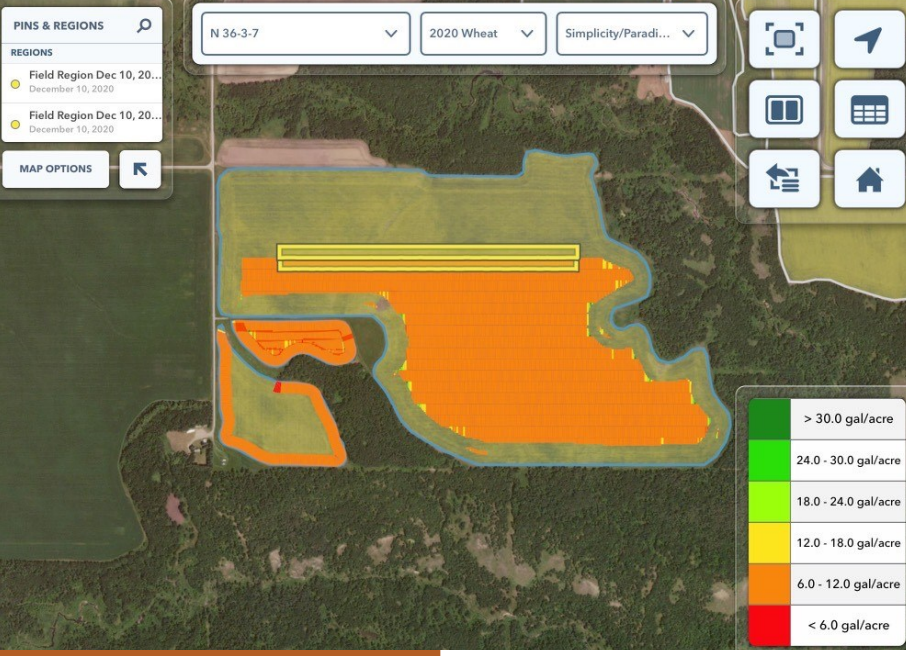 PINS & REGIONS
REGIONS
Field Region Dec 10, 20...
December 10, 2020
Field Region Dec 10, 20...
December 10, 2020
MAP OPTIONS
N 36-3-7
2020 Wheat
Simplicity/Paradi...
> 30.0 gal/acre
24.0 - 30.0 gal/acre
18.0 - 24.0 gal/acre
12.0 - 18.0 gal/acre
6.0 - 12.0 gal/acre
< 6.0 gal/acre